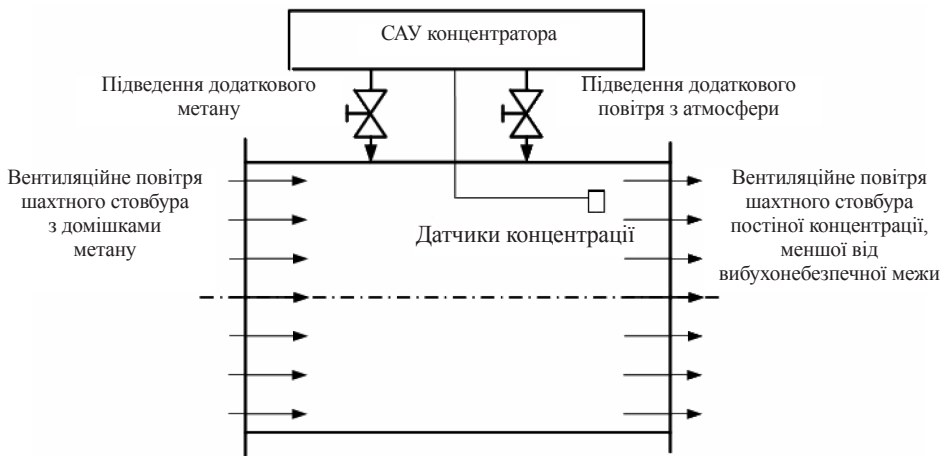 САУ концентратора
Підведення додаткового
метану
Підведення додаткового
повітря з атмосфери
Вентиляційне повітря
шахтного стовбура
з домішками
метану
Датчики концентрації
Вентиляційне повітря
шахтного стовбура
постіної концентрації,
меншої від
вибухонебезпечної межи